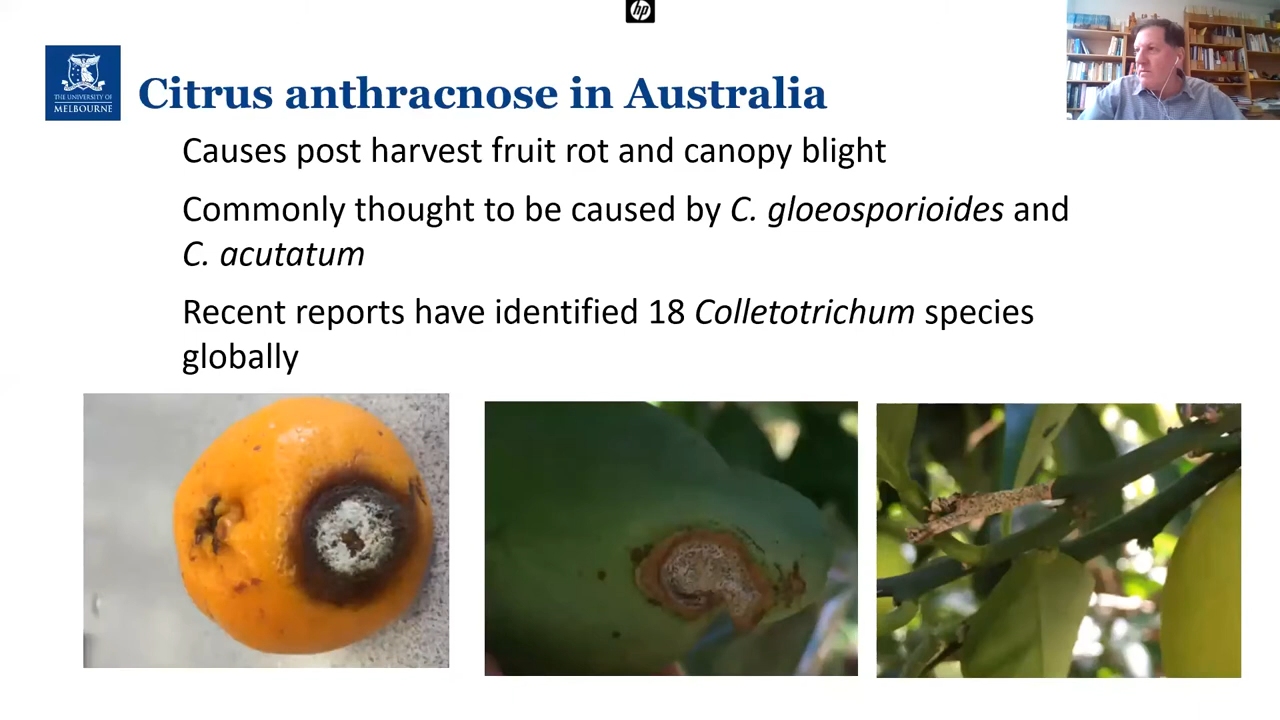 hp
THE UNIVERSITY OF
MELBOURNE
Citrus anthracnose in Australia
Causes post harvest fruit rot and canopy blight
Commonly thought to be caused by C. gloeosporioides and
C. acutatum
Recent reports have identified 18 Colletotrichum species
globally